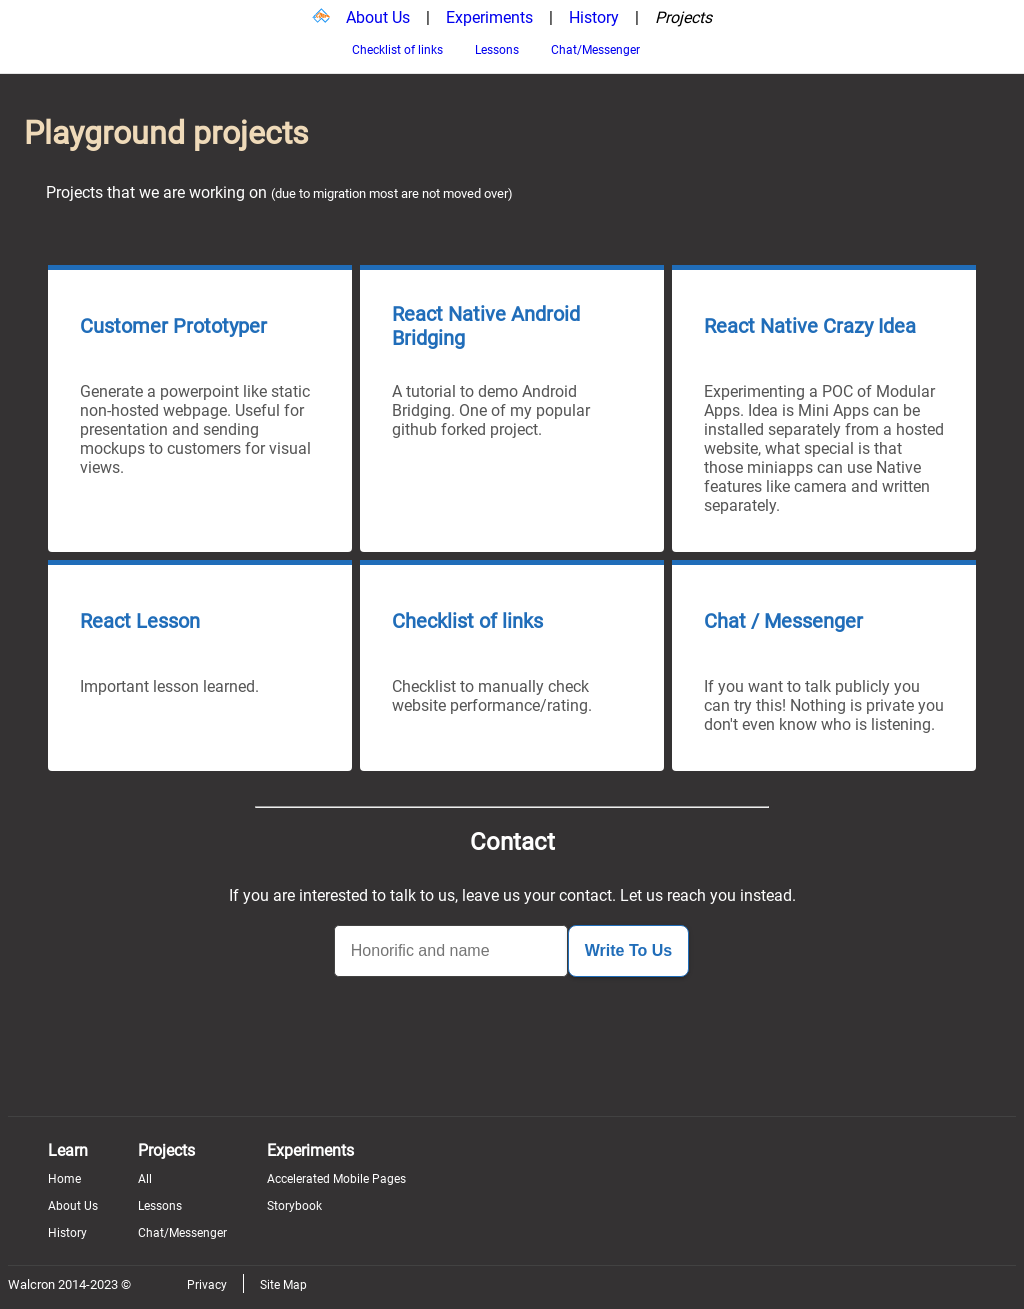 About Us | Experiments | History | Projects
Checklist of links Lessons Chat/Messenger
Playground projects
Projects that we are working on (due to migration most are not moved over)
Customer Prototyper
Generate a powerpoint like static
non-hosted webpage. Useful for
presentation and sending
mockups to customers for visual
views.
React Native Android
Bridging
A tutorial to demo Android
Bridging. One of my popular
github forked project.
React Native Crazy Idea
Experimenting a POC of Modular
Apps. Idea is Mini Apps can be
installed separately from a hosted
website, what special is that
those miniapps can use Native
features like camera and written
separately.
React Lesson
Important lesson learned.
Checklist of links
Checklist to manually check
website performance/rating.
Chat / Messenger
If you want to talk publicly you
can try this! Nothing is private you
don't even know who is listening.
Contact
If you are interested to talk to us, leave us your contact. Let us reach you instead.
Honorific and name
Write To Us
Learn
Home
About Us
History
Projects
All
Lessons
Chat/Messenger
Experiments
Accelerated Mobile Pages
Storybook
Walcron 2014-2023 © Privacy Site Map